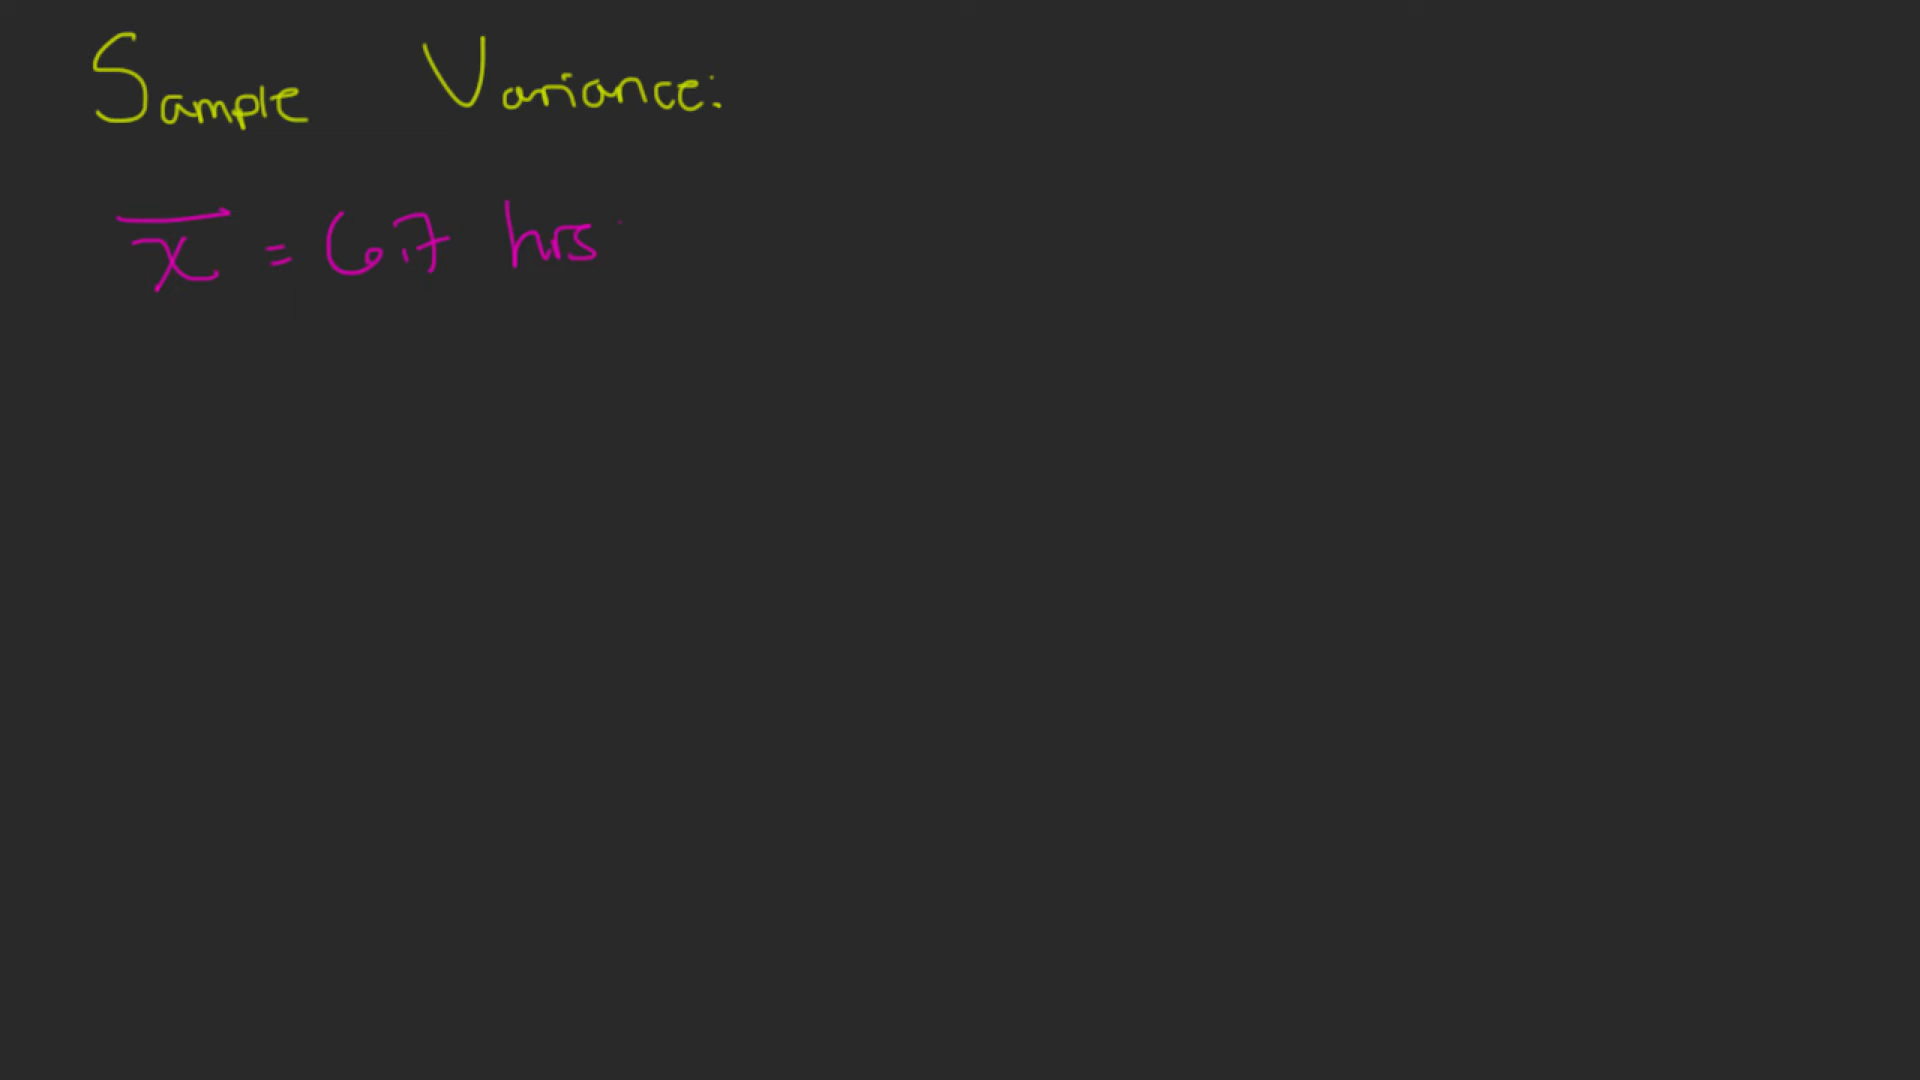 Sample Variance:
x̅ = 6.7 hrs